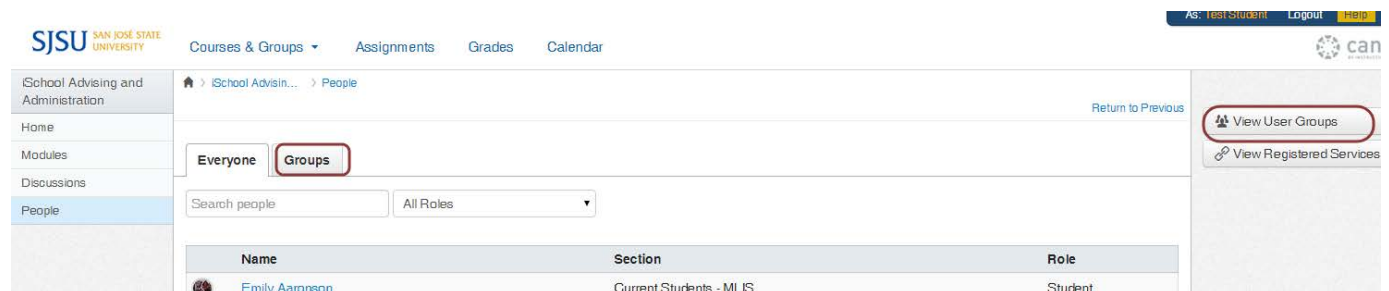 As: Test Student Logout Help
SJSU SAN JOSÉ STATE
UNIVERSITY
Courses & Groups Assignments Grades Calendar
can
iSchool Advising and
Administration
Home
Modules
Discussions
People
iSchool Advisin... > People
Return to Previous
Everyone Groups
Search people All Roles
Name Section Role
Emily Aaronson Current Students - MLIS Student
View User Groups
View Registered Services